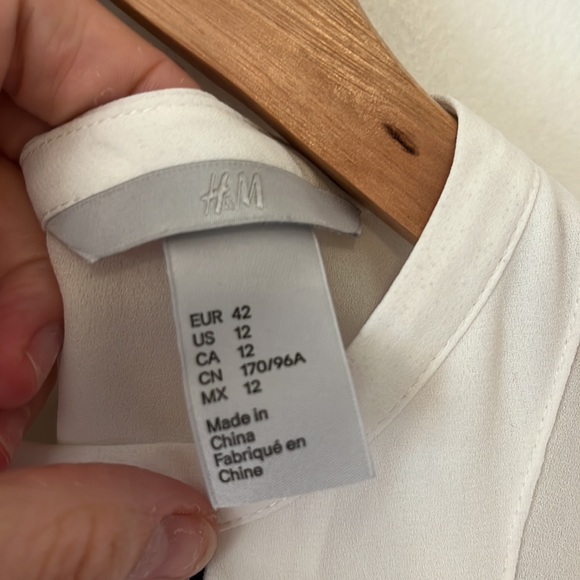 H&M
EUR 42
US 12
CA 12
CN 170/96A
MX 12
Made in
China
Fabriqué en
Chine